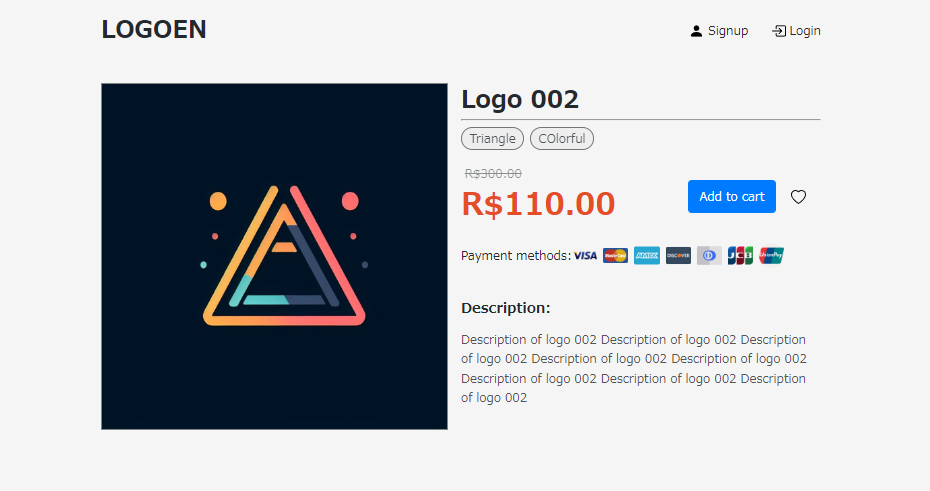 LOGOEN
Signup
Login
Logo 002
Triangle
COlorful
R$300.00
R$110.00
Add to cart
Payment methods: VISA MasterCard AMEX DISCOVER JCB UnionPay
Description:
Description of logo 002 Description of logo 002 Description
of logo 002 Description of logo 002 Description of logo 002
Description of logo 002 Description of logo 002 Description
of logo 002